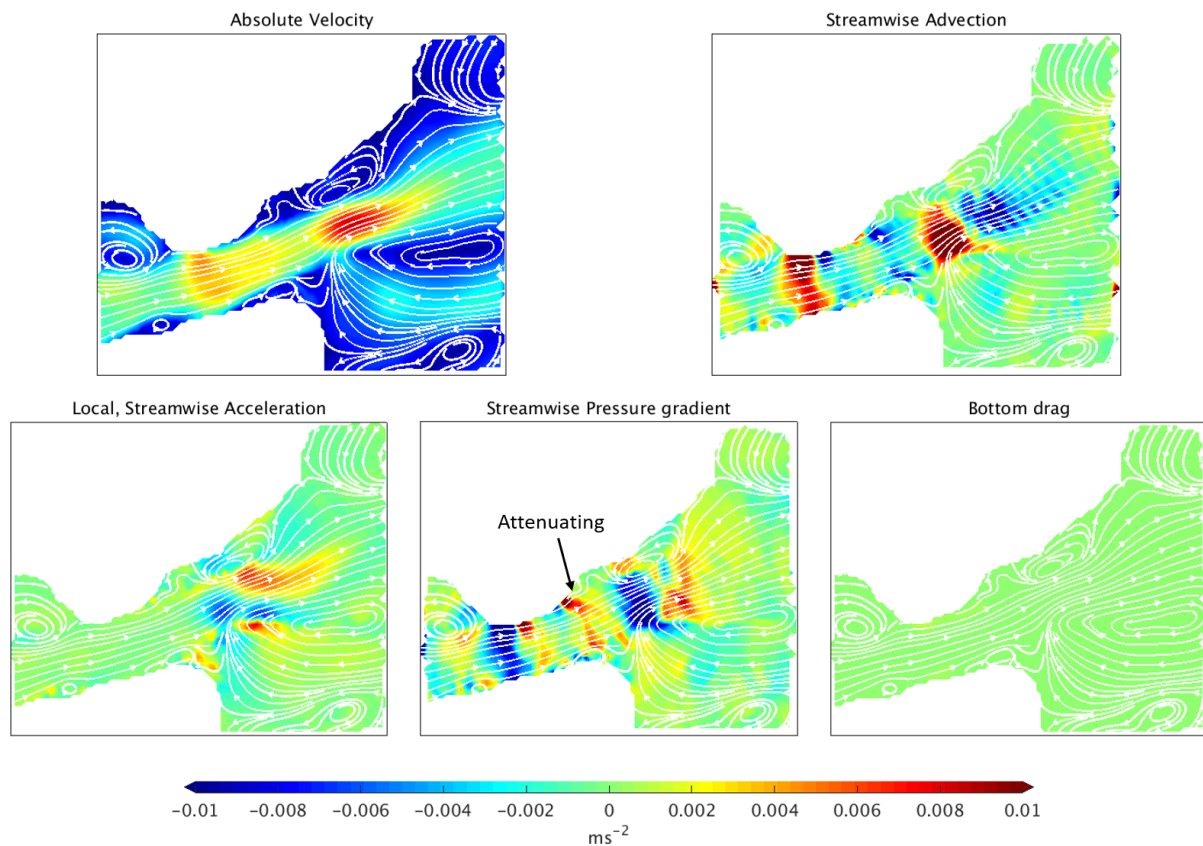 Absolute Velocity
Streamwise Advection
Local, Streamwise Acceleration
Streamwise Pressure gradient
Bottom drag
Attenuating
−0.01 −0.008 −0.006 −0.004 −0.002 0 0.002 0.004 0.006 0.008 0.01
ms⁻²